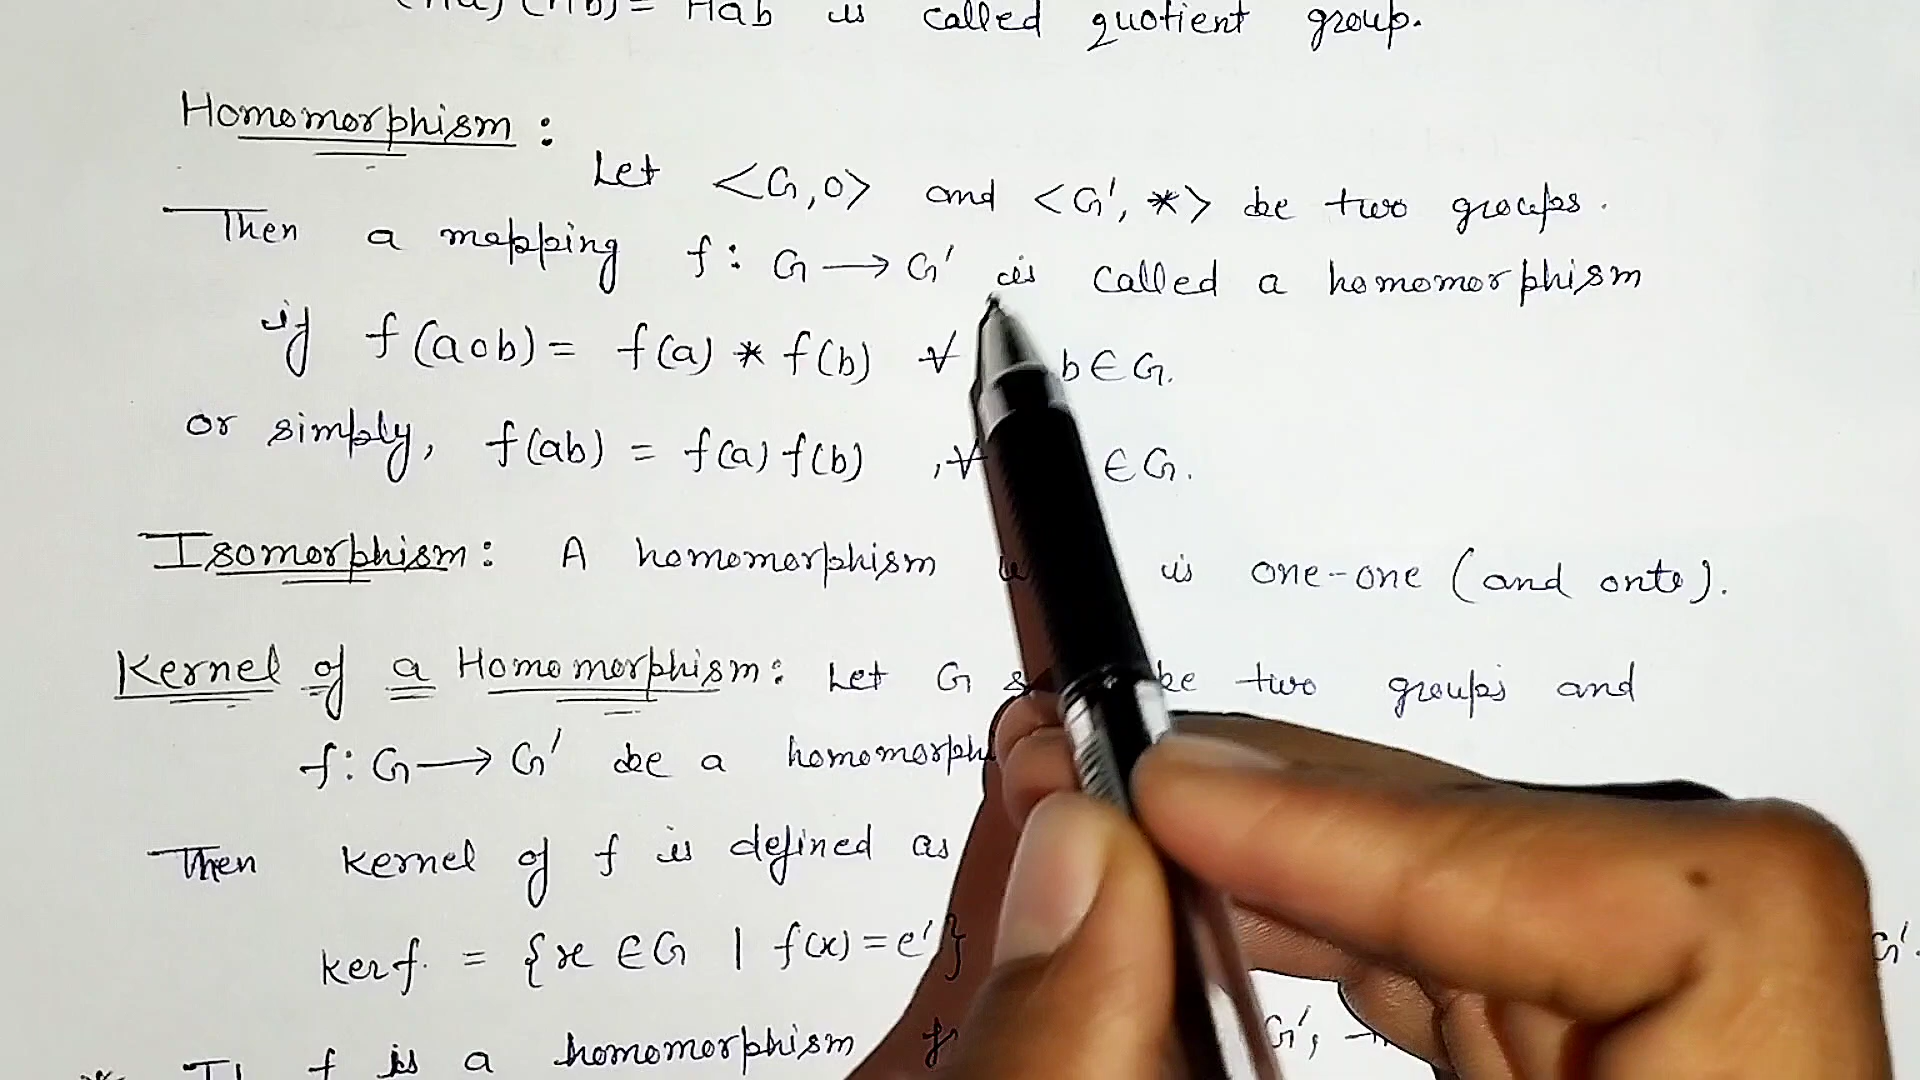 Hab is called quotient group.
Homomorphism :
Let <G, o> and <G', *> be two groups.
Then a mapping f: G → G' is called a homomorphism
if f(aob) = f(a) * f(b) ∀ b ∈ G.
or simply, f(ab) = f(a) f(b) , ∀ ∈ G.
Isomorphism: A homomorphism is one-one (and onto).
Kernel of a Homomorphism: Let G be two groups and
f: G → G' be a
Then kernel of f is defined as
ker f. = {x ∈ G | f(x) = e'} G'.
If f is a homomorphism G',